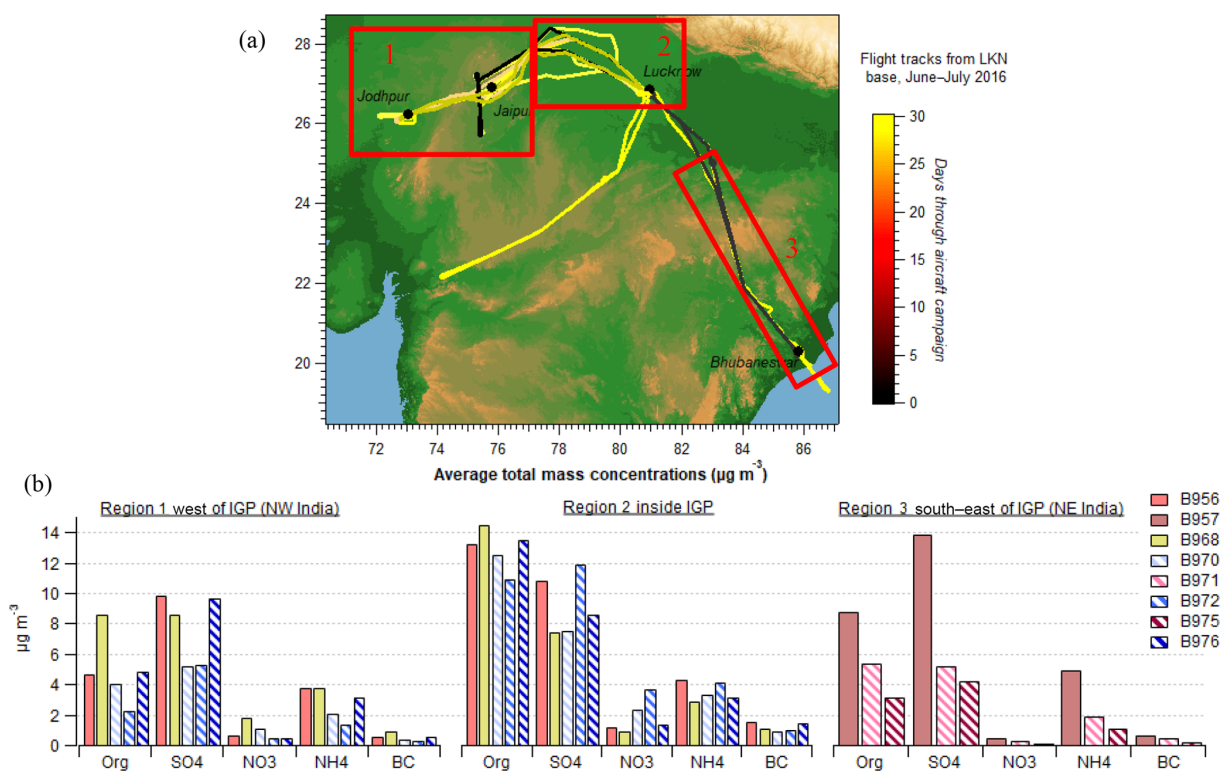 (a)
28
26
24
22
20
72 74 76 78 80 82 84 86
1
2
3
Jodhpur
Jaipur
Lucknow
Bhubaneswar
Flight tracks from LKN
base, June–July 2016
30
25
20
15
10
5
0
Days through aircraft campaign
Average total mass concentrations (µg m⁻³)
(b)
Region 1 west of IGP (NW India)
Region 2 inside IGP
Region 3 south–east of IGP (NE India)
µg m⁻³
14
12
10
8
6
4
2
0
Org SO4 NO3 NH4 BC
Org SO4 NO3 NH4 BC
Org SO4 NO3 NH4 BC
B956
B957
B968
B970
B971
B972
B975
B976